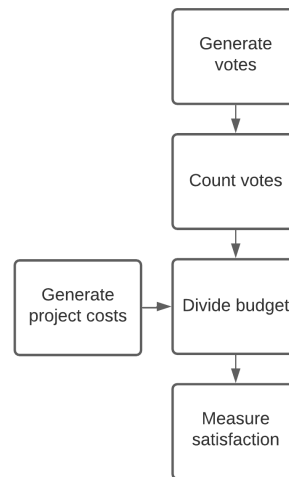 Generate
votes
Count votes
Generate
project costs
Divide budget
Measure
satisfaction